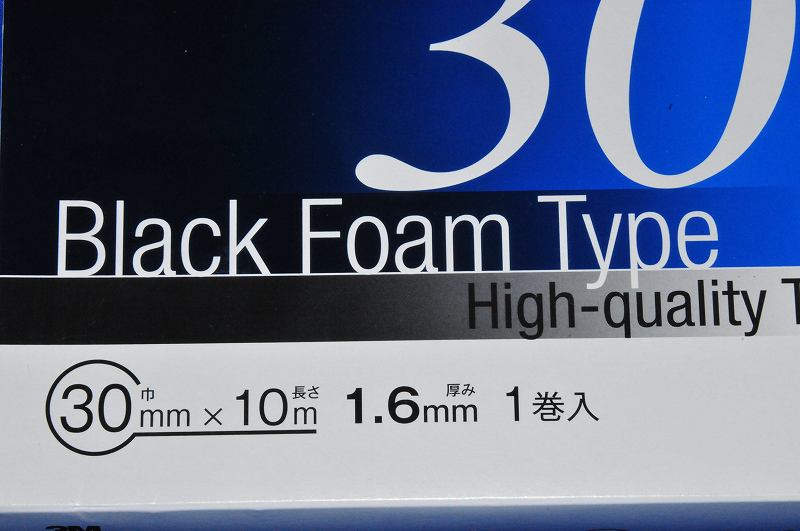 30
Black Foam Type
High-quality T
30巾mm × 10長さm 1.6厚みmm 1巻入